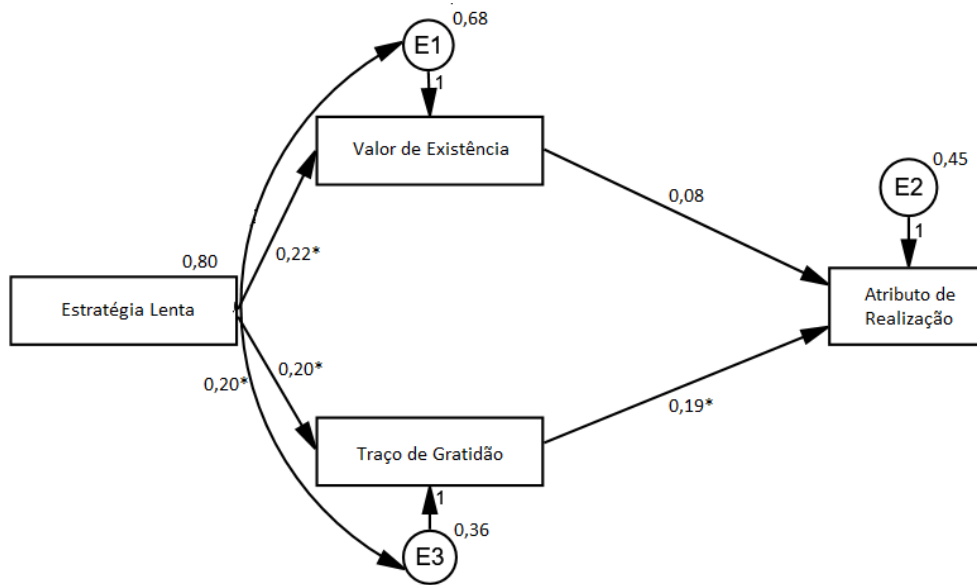 0,68
E1
1
Valor de Existência
0,45
E2
0,08
1
0,22*
0,80
Estratégia Lenta
Atributo de
Realização
0,20*
0,20*
0,19*
Traço de Gratidão
1
0,36
E3